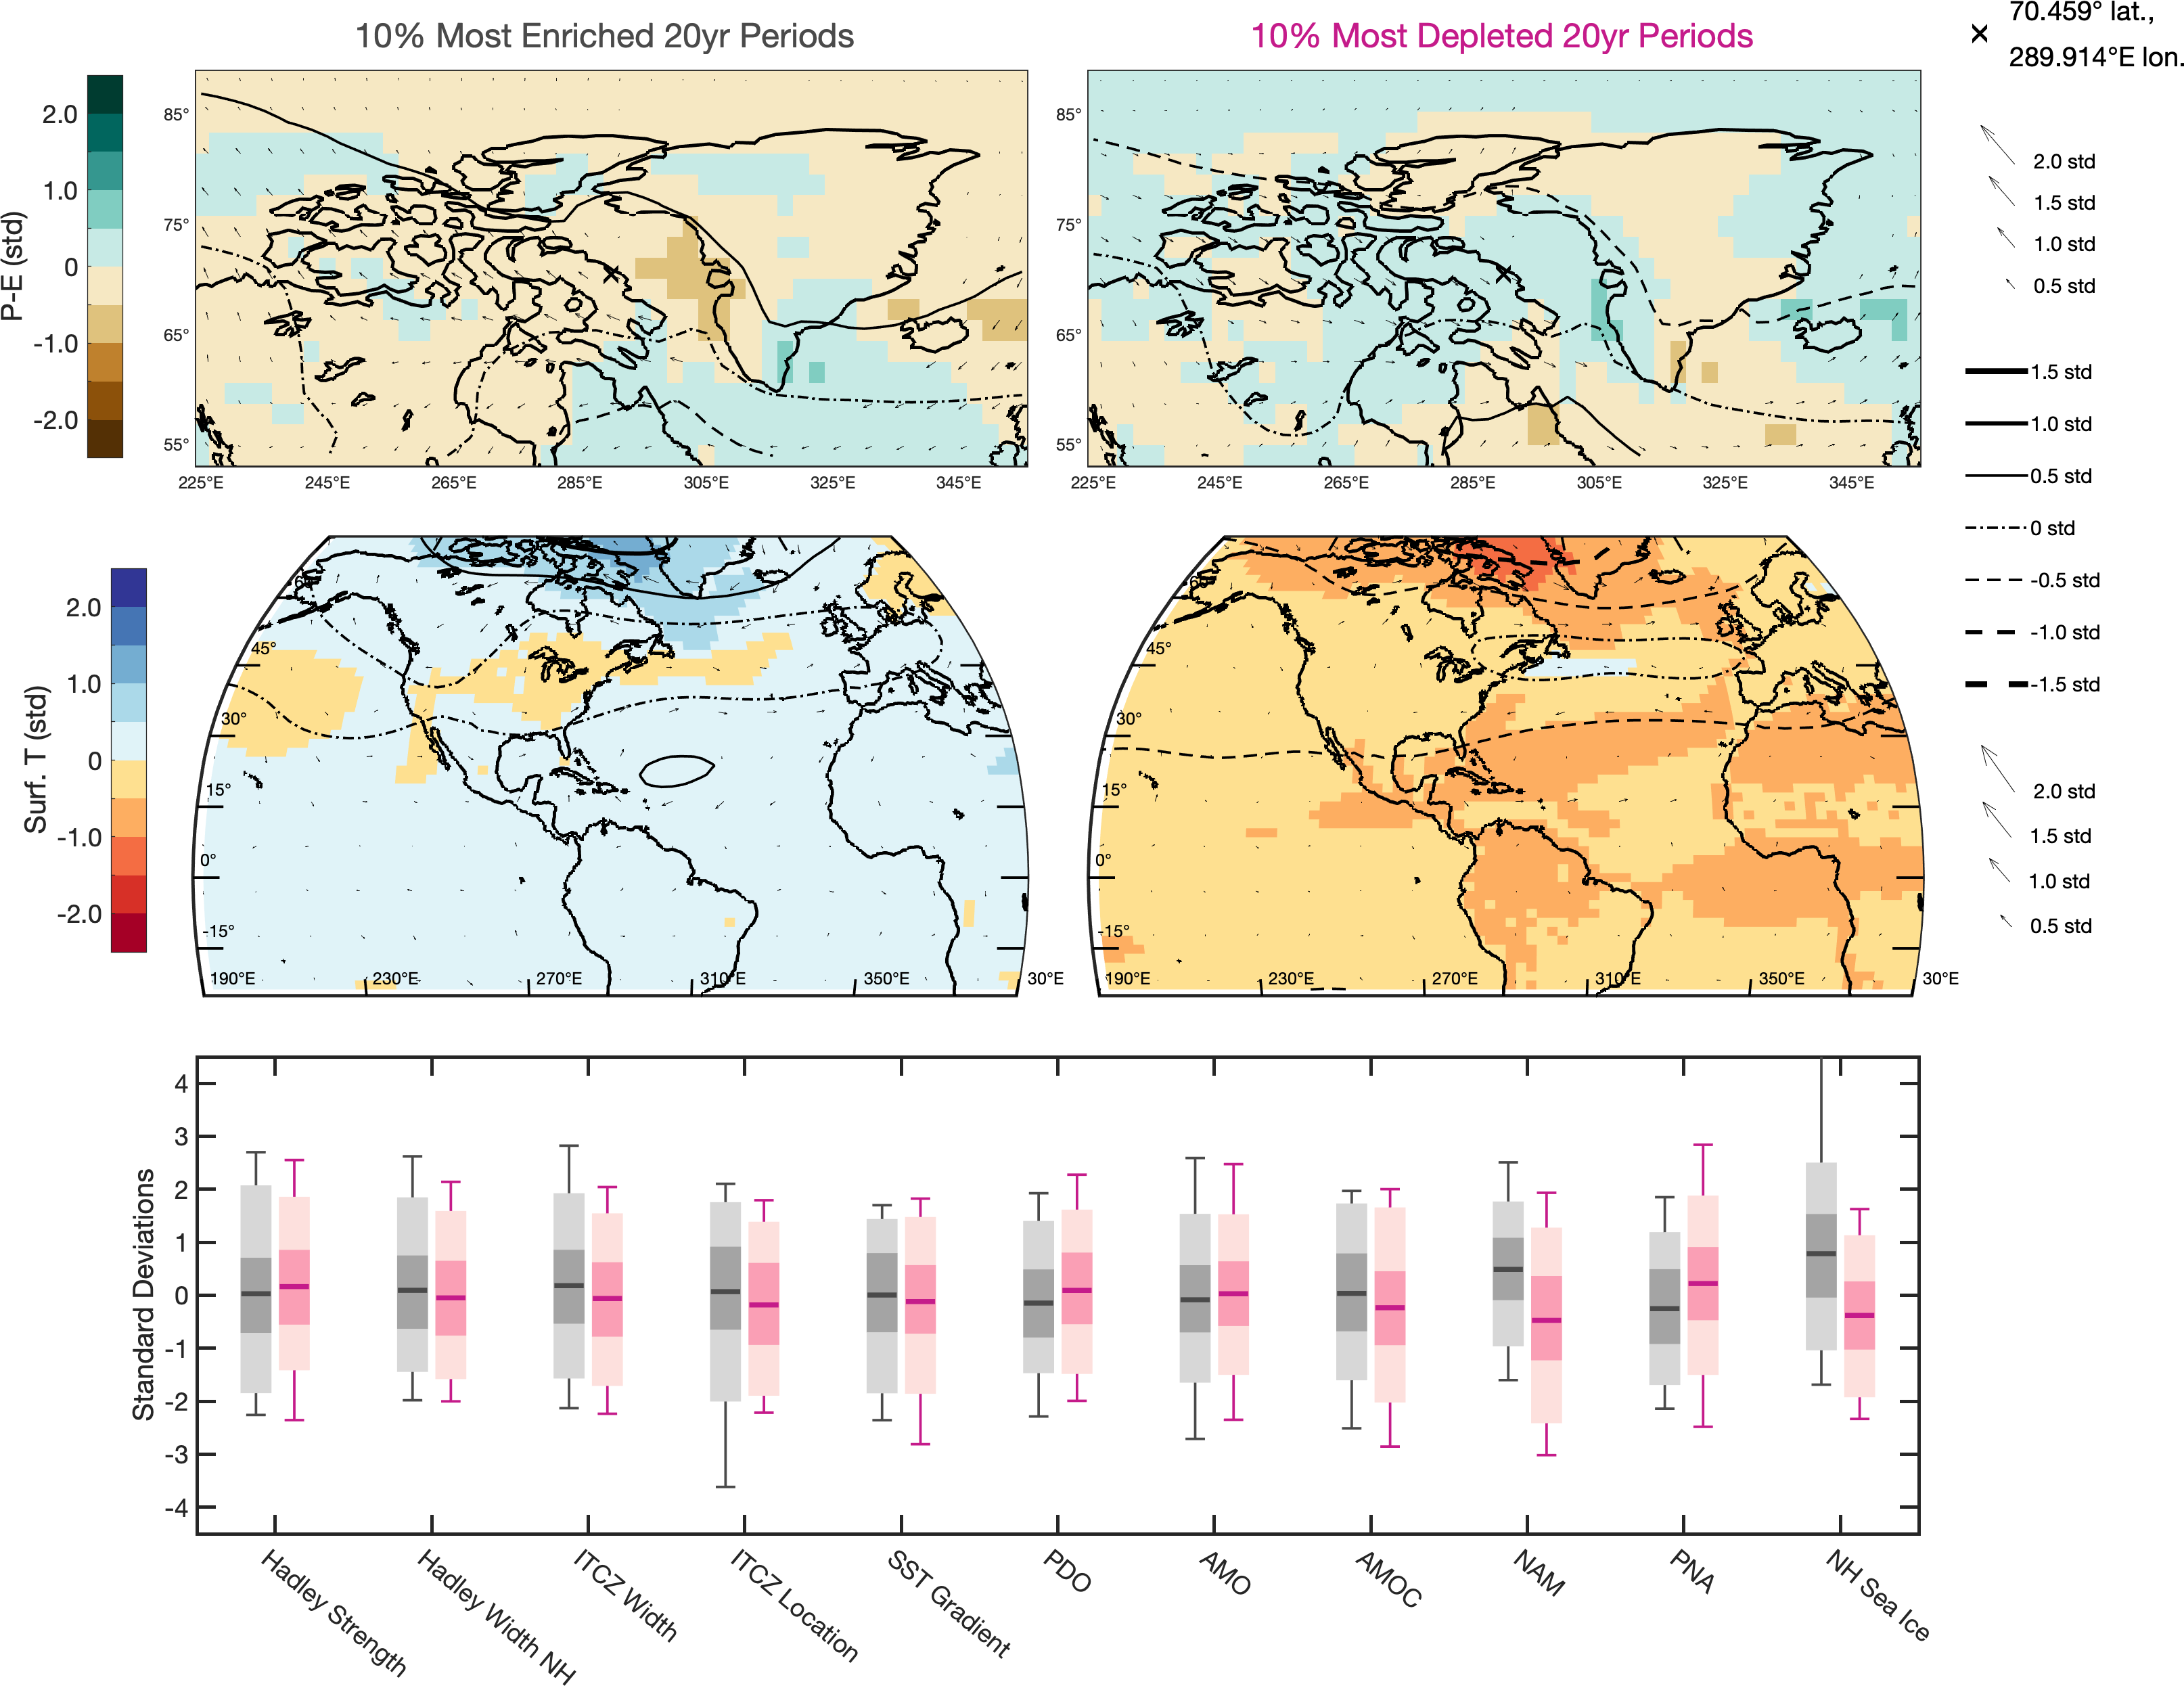 10% Most Enriched 20yr Periods
10% Most Depleted 20yr Periods
70.459° lat.,
289.914°E lon.
P-E (std)
2.0
1.0
0
-1.0
-2.0
85°
75°
65°
55°
225°E 245°E 265°E 285°E 305°E 325°E 345°E
85°
75°
65°
55°
225°E 245°E 265°E 285°E 305°E 325°E 345°E
2.0 std
1.5 std
1.0 std
0.5 std
1.5 std
1.0 std
0.5 std
0 std
-0.5 std
-1.0 std
-1.5 std
Surf. T (std)
2.0
1.0
0
-1.0
-2.0
45°
30°
15°
0°
-15°
190°E 230°E 270°E 310°E 350°E 30°E
45°
30°
15°
0°
-15°
190°E 230°E 270°E 310°E 350°E 30°E
2.0 std
1.5 std
1.0 std
0.5 std
Standard Deviations
4
3
2
1
0
-1
-2
-3
-4
Hadley Strength
Hadley Width NH
ITCZ Width
ITCZ Location
SST Gradient
PDO
AMO
AMOC
NAM
PNA
NH Sea Ice